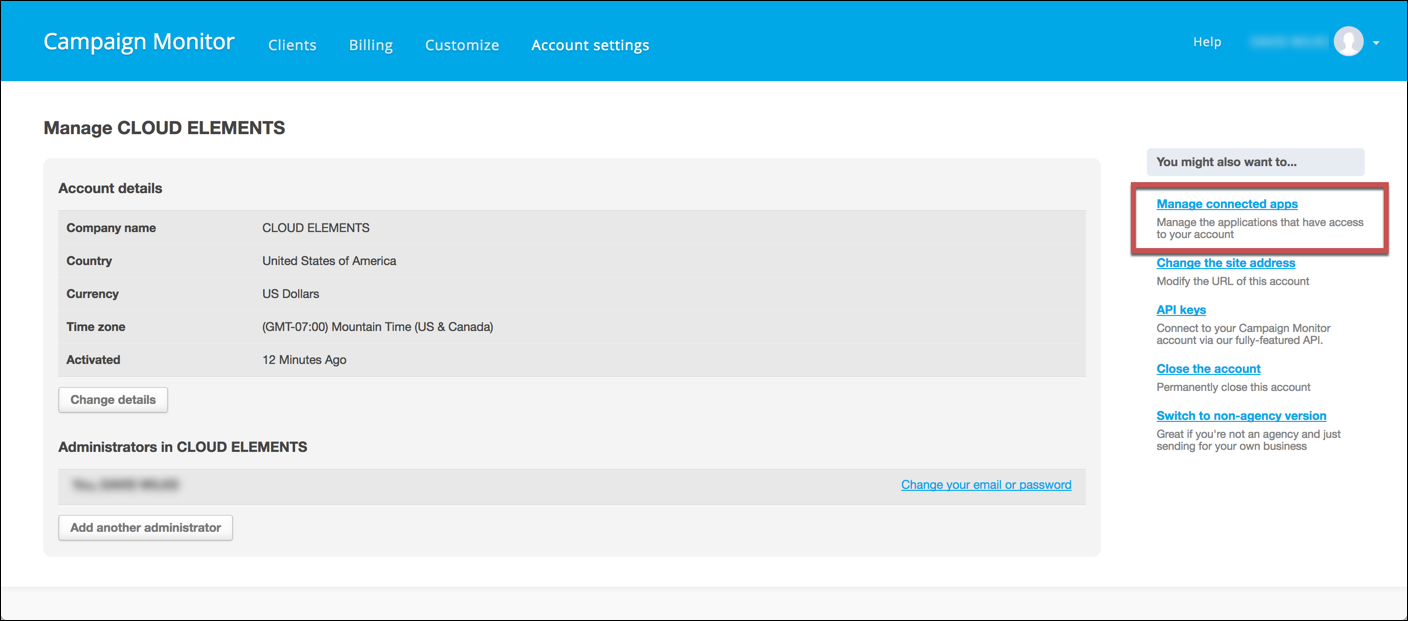 Campaign Monitor Clients Billing Customize Account settings Help
Manage CLOUD ELEMENTS
Account details
Company name CLOUD ELEMENTS
Country United States of America
Currency US Dollars
Time zone (GMT-07:00) Mountain Time (US & Canada)
Activated 12 Minutes Ago
Change details
Administrators in CLOUD ELEMENTS
Change your email or password
Add another administrator
You might also want to...
Manage connected apps
Manage the applications that have access
to your account
Change the site address
Modify the URL of this account
API keys
Connect to your Campaign Monitor
account via our fully-featured API.
Close the account
Permanently close this account
Switch to non-agency version
Great if you're not an agency and just
sending for your own business